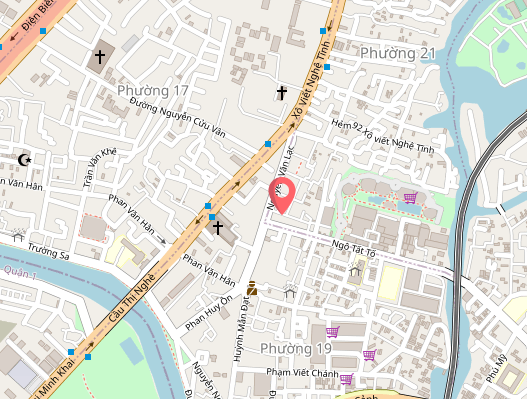 Điện Biên
Phường 21
Xô Viết Nghệ Tĩnh
Phường 17
Đường Nguyễn Cửu Vân
Hẻm 92 Xô viết Nghệ Tĩnh
Trần Văn Khê
Văn Lạc
Phan Văn Hân
Phan Văn Hân
Trường Sa
Ngô Tất Tố
Quận 1
Phan Văn Hân
Cầu Thị Nghè
Phan Huy Ôn
Huỳnh Mẫn Đạt
Phường 19
Phú Mỹ
Minh Khai
Phạm Viết Chánh